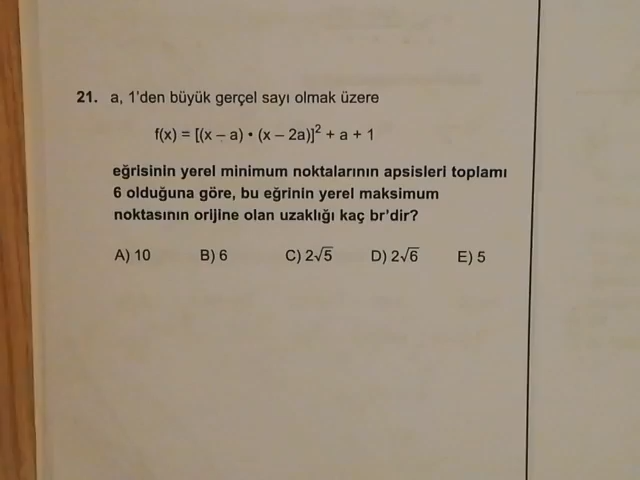 21. a, 1'den büyük gerçel sayı olmak üzere
f(x) = [(x – a) • (x – 2a)]² + a + 1
eğrisinin yerel minimum noktalarının apsisleri toplamı
6 olduğuna göre, bu eğrinin yerel maksimum
noktasının orijine olan uzaklığı kaç br'dir?
A) 10 B) 6 C) 2√5 D) 2√6 E) 5